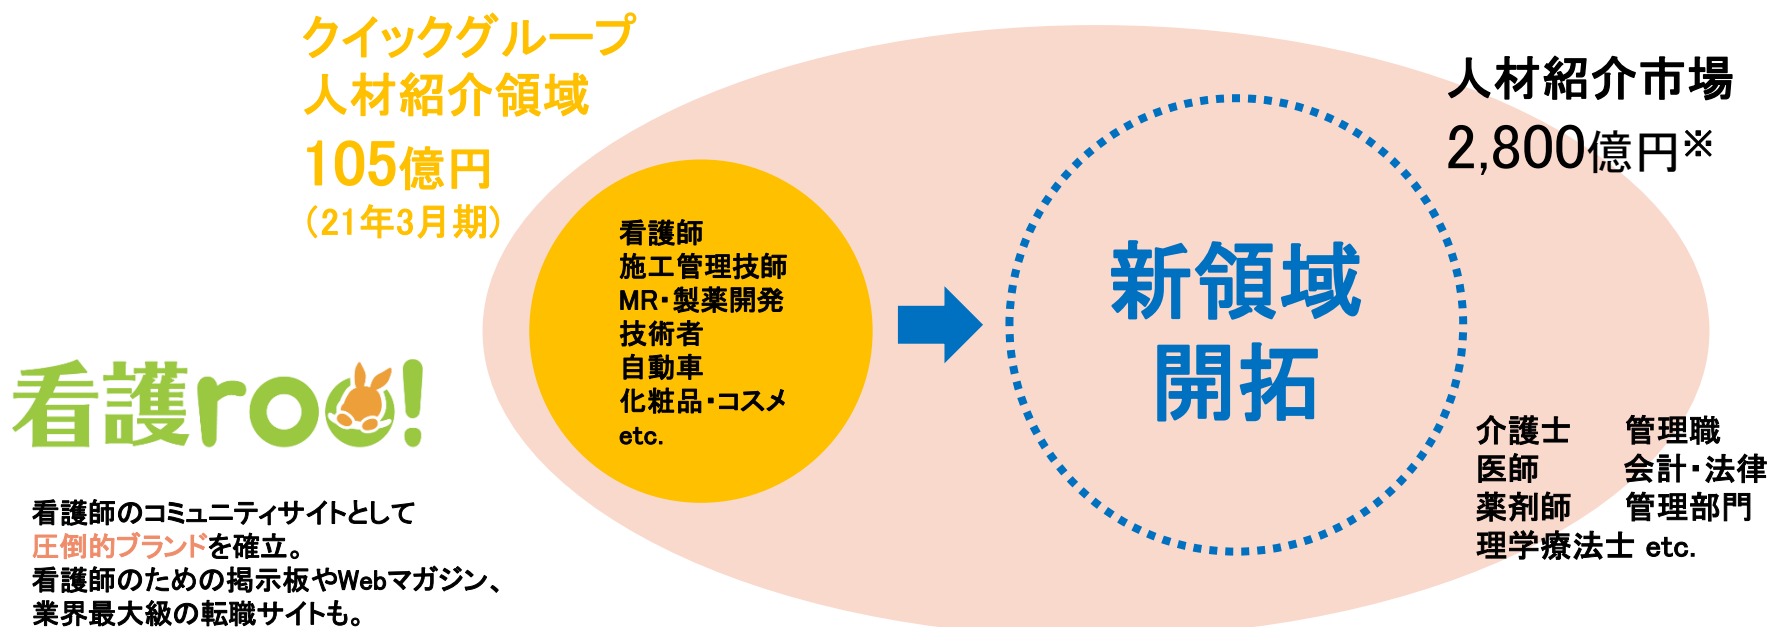 クイックグループ
人材紹介領域
105億円
(21年3月期)
人材紹介市場
2,800億円※
看護師
施工管理技師
MR・製薬開発
技術者
自動車
化粧品・コスメ
etc.
新領域
開拓
看護roo!
看護師のコミュニティサイトとして
圧倒的ブランドを確立。
看護師のための掲示板やWebマガジン、
業界最大級の転職サイトも。
介護士 管理職
医師 会計・法律
薬剤師 管理部門
理学療法士 etc.